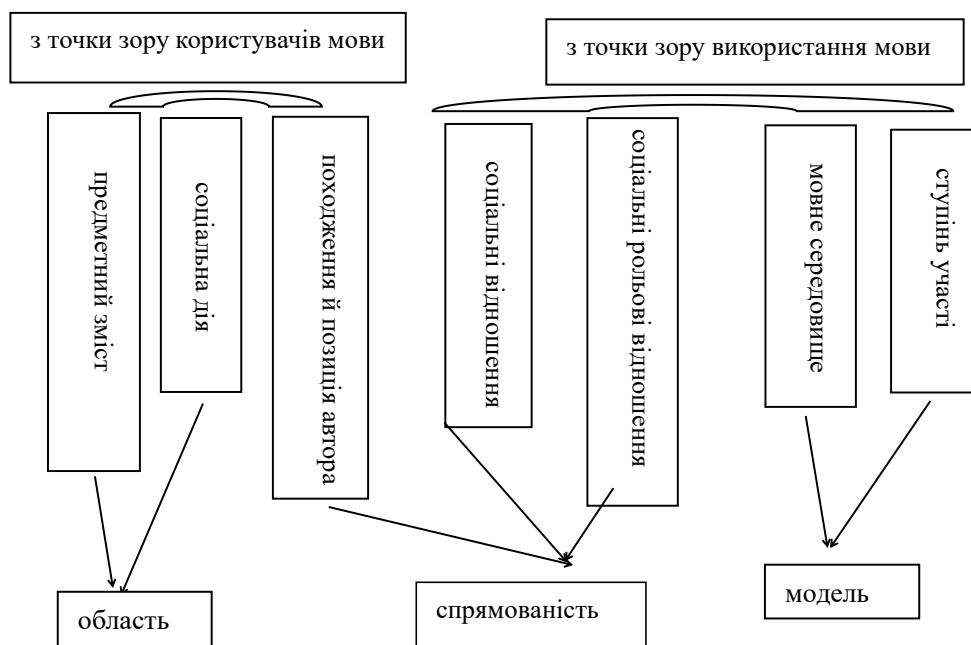 з точки зору користувачів мови
з точки зору використання мови
предметний зміст
соціальна дія
походження й позиція автора
соціальні відношення
соціальні рольові відношення
мовне середовище
ступінь участі
область
спрямованість
модель